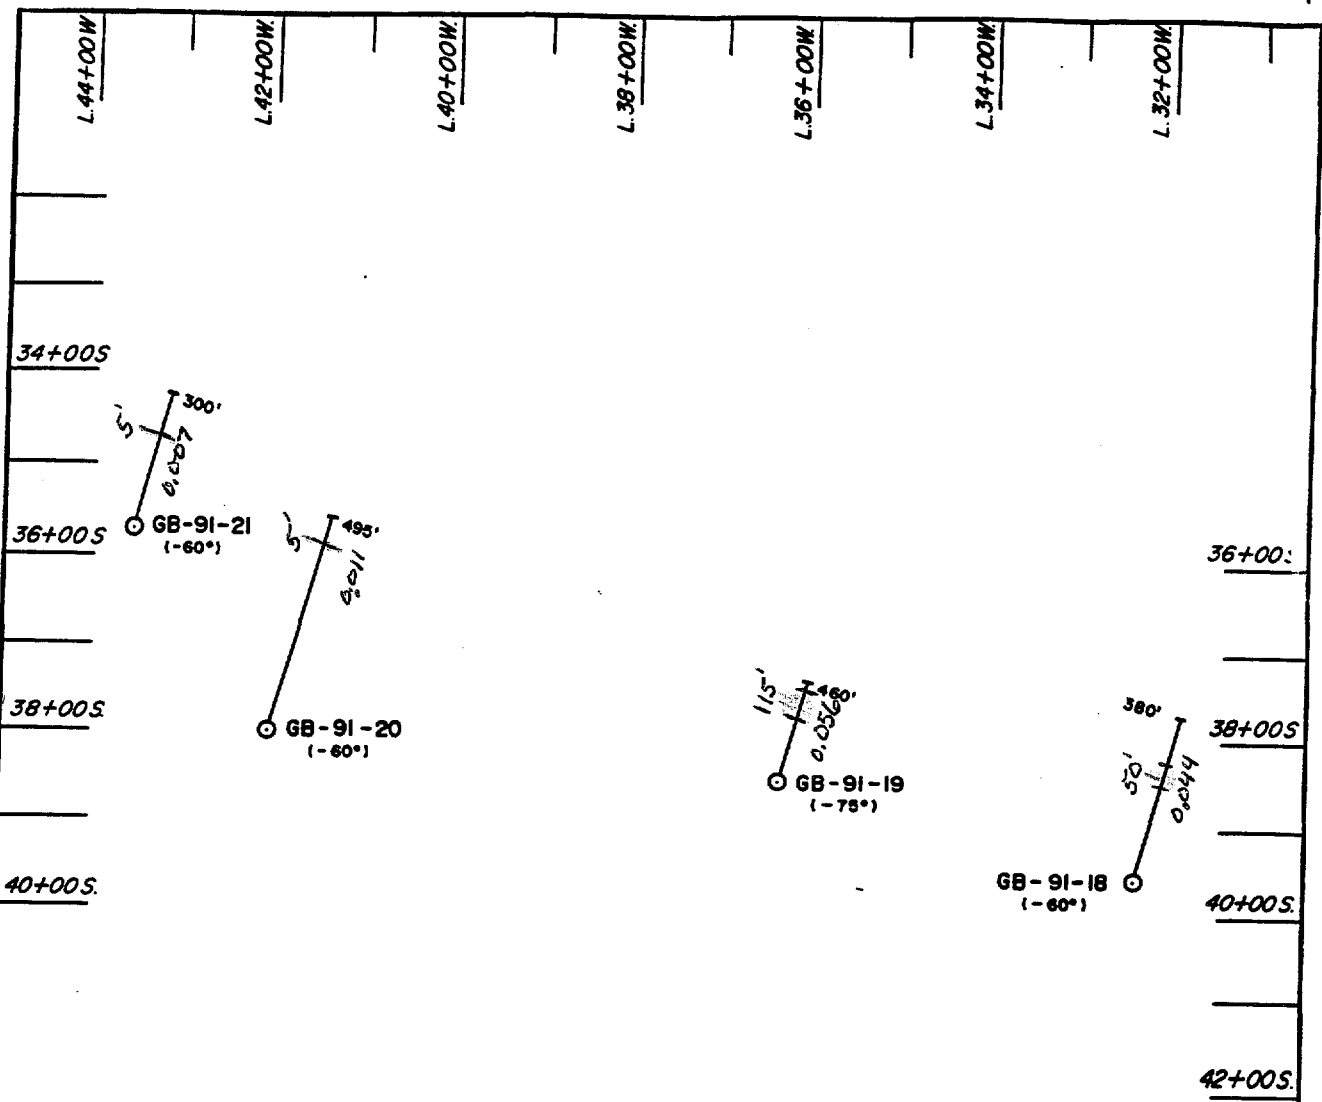 L.44+00W
L.42+00W.
L.40+00W.
L.38+00W.
L.36+00W.
L.34+00W.
L.32+00W.
34+00S
300'
5'
0.007
GB-91-21
(-60°)
36+00S
495'
5'
0.011
36+00S
38+00S.
GB-91-20
(-60°)
115'
460'
0.056
GB-91-19
(-75°)
380'
38+00S
50'
0.044
40+00S.
GB-91-18
(-60°)
40+00S.
42+00S.